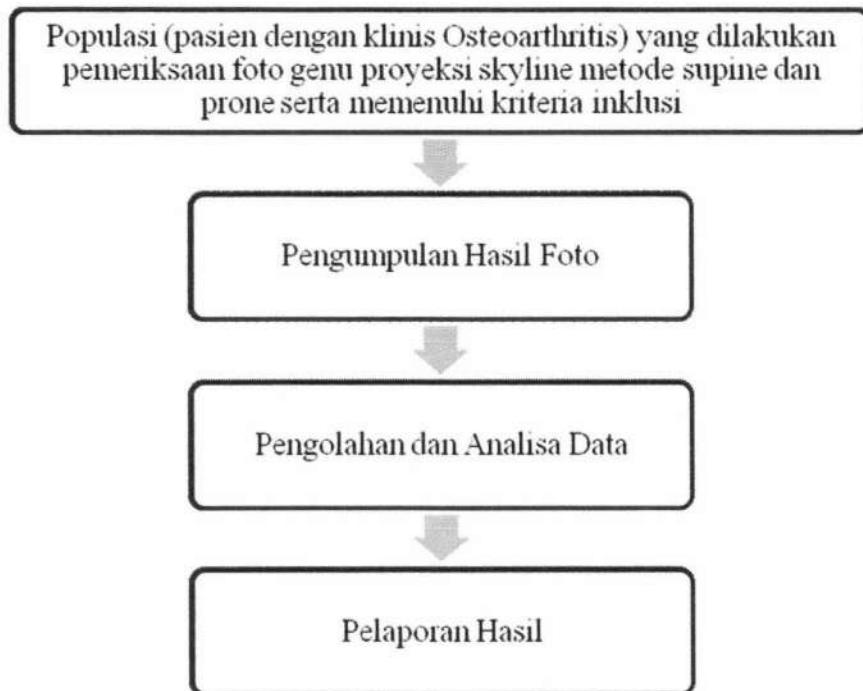 Populasi (pasien dengan klinis Osteoarthritis) yang dilakukan
pemeriksaan foto genu proyeksi skyline metode supine dan
prone serta memenuhi kriteria inklusi
Pengumpulan Hasil Foto
Pengolahan dan Analisa Data
Pelaporan Hasil